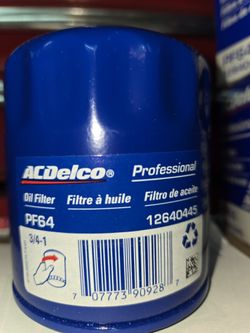 ACDelco® Professional
Oil Filter Filtre à huile Filtro de aceite
PF64 12640445
3/4-1
7 07773 90928 7